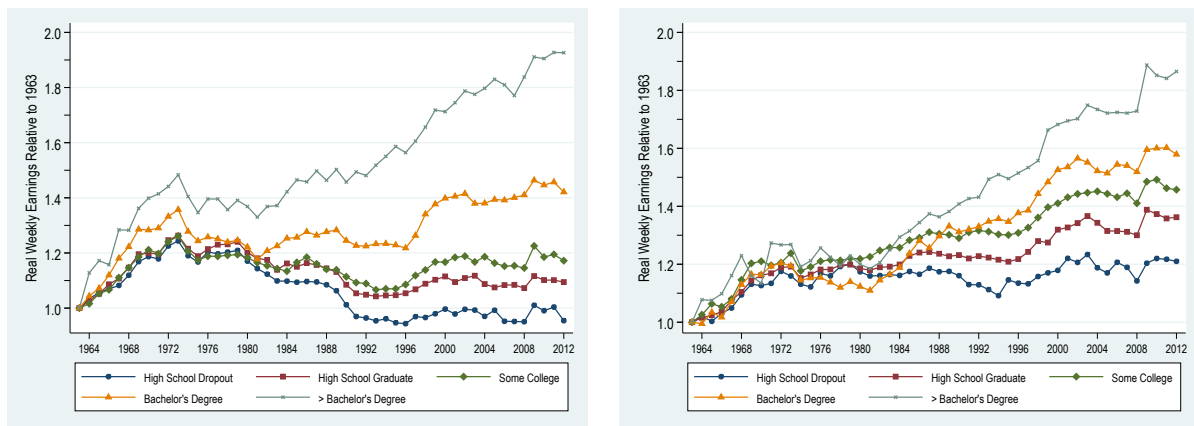 Real Weekly Earnings Relative to 1963
2.0
1.8
1.6
1.4
1.2
1.0
1964 1968 1972 1976 1980 1984 1988 1992 1996 2000 2004 2008 2012
High School Dropout High School Graduate Some College
Bachelor's Degree > Bachelor's Degree
Real Weekly Earnings Relative to 1963
2.0
1.8
1.6
1.4
1.2
1.0
1964 1968 1972 1976 1980 1984 1988 1992 1996 2000 2004 2008 2012
High School Dropout High School Graduate Some College
Bachelor's Degree > Bachelor's Degree